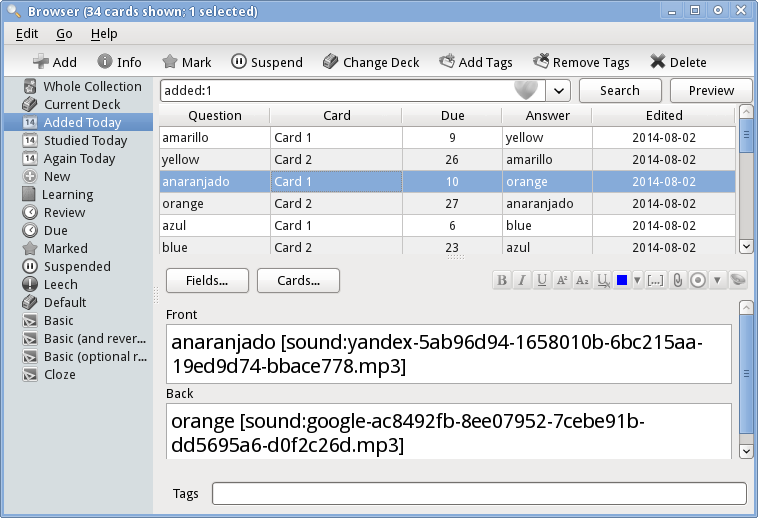 Browser (34 cards shown; 1 selected)
Edit Go Help
Add Info Mark Suspend Change Deck Add Tags Remove Tags Delete
Whole Collection
Current Deck
14 Added Today
14 Studied Today
14 Again Today
New
Learning
Review
Due
Marked
Suspended
Leech
Default
Basic
Basic (and rever...
Basic (optional r...
Cloze
added:1 Search Preview
Question Card Due Answer Edited
amarillo Card 1 9 yellow 2014-08-02
yellow Card 2 26 amarillo 2014-08-02
anaranjado Card 1 10 orange 2014-08-02
orange Card 2 27 anaranjado 2014-08-02
azul Card 1 6 blue 2014-08-02
blue Card 2 23 azul 2014-08-02
Fields... Cards... B I U A² A₂ U [...]
Front
anaranjado [sound:yandex-5ab96d94-1658010b-6bc215aa-
19ed9d74-bbace778.mp3]
Back
orange [sound:google-ac8492fb-8ee07952-7cebe91b-
dd5695a6-d0f2c26d.mp3]
Tags